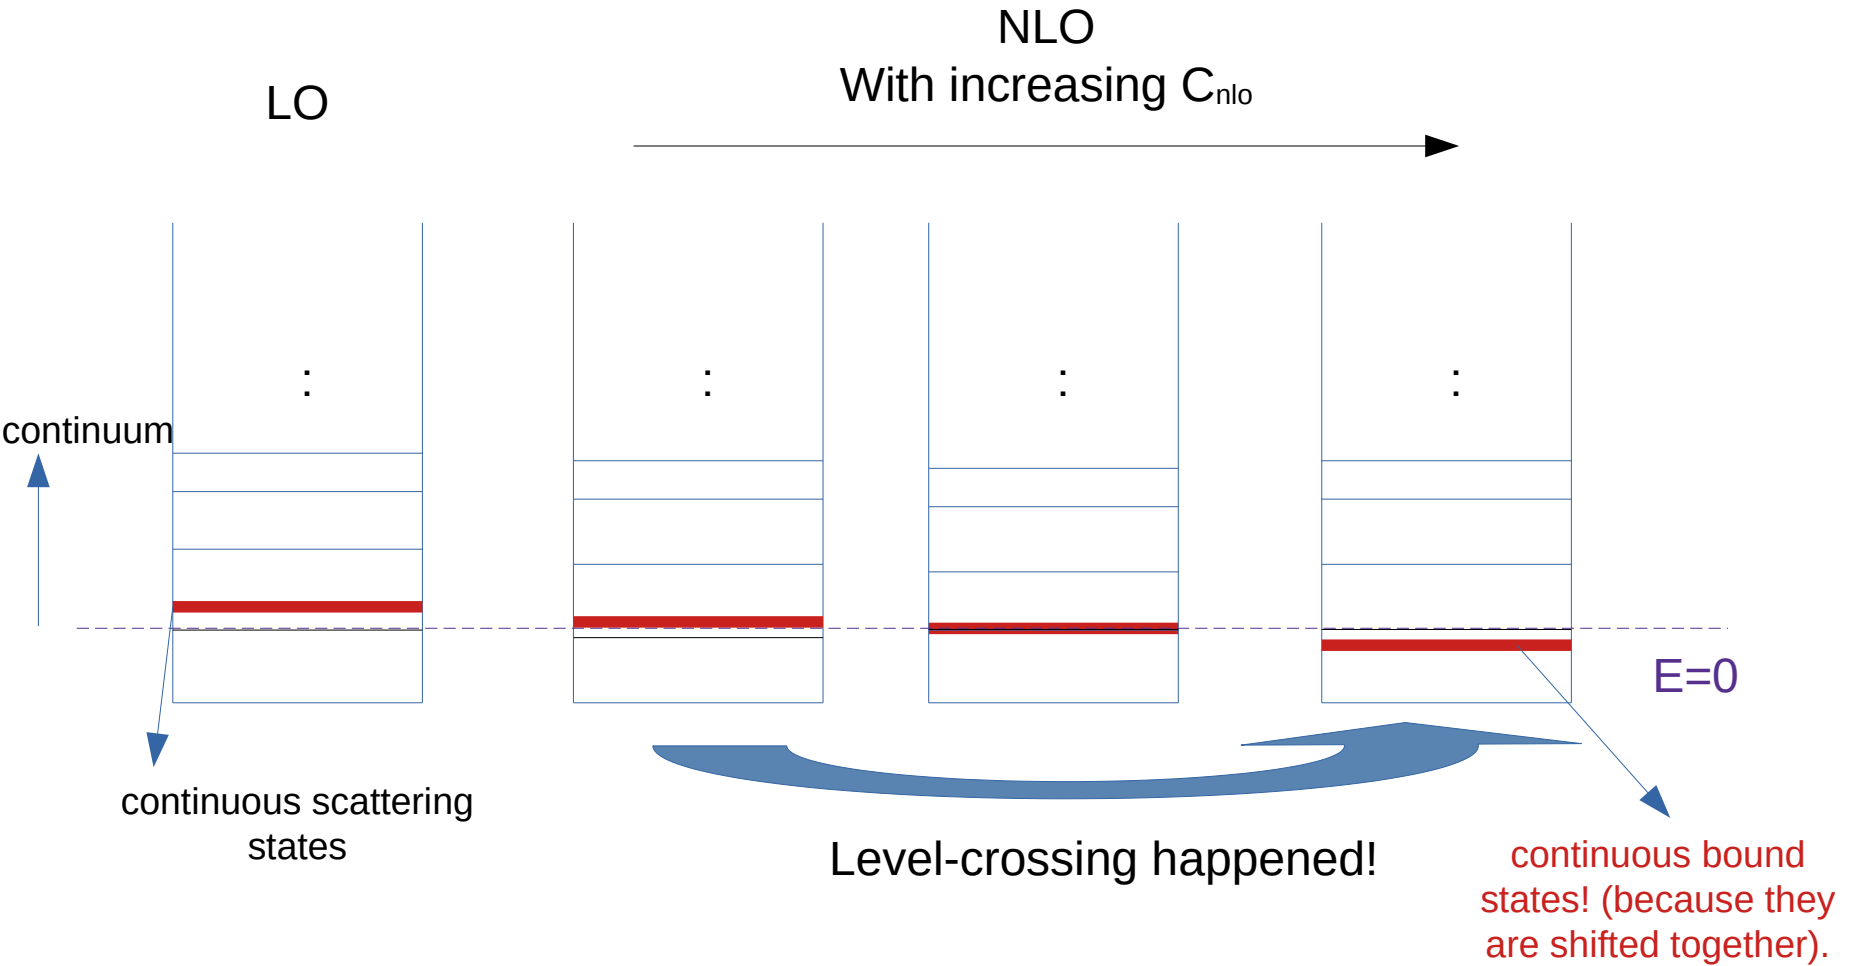 NLO
With increasing Cnlo
LO
:
:
:
:
continuum
E=0
continuous scattering
states
Level-crossing happened!
continuous bound
states! (because they
are shifted together).